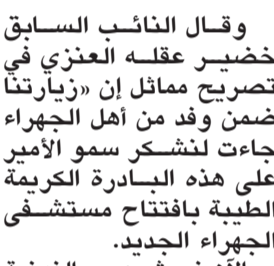 وقال النائب السابق
خضير عقله العنزي في
تصريح مماثل إن «زيارتنا
ضمن وفد من أهل الجهراء
جاءت لنشكر سمو الأمير
على هذه البادرة الكريمة
الطيبة بافتتاح مستشفى
الجهراء الجديد.